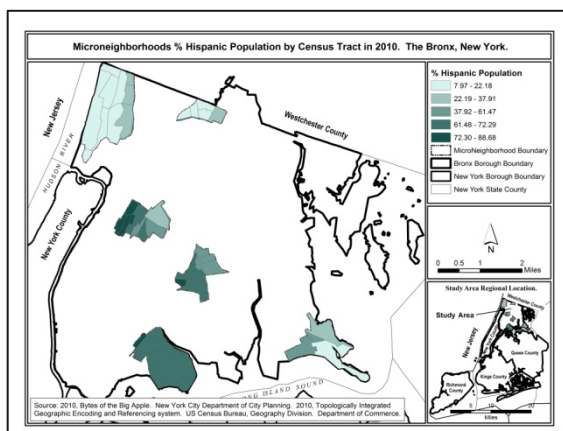 Microneighborhoods % Hispanic Population by Census Tract in 2010. The Bronx, New York.
New Jersey
HUDSON RIVER
New York County
Westchester County
ISLAND SOUND
% Hispanic Population
7.97 - 22.18
22.19 - 37.91
37.92 - 61.47
61.48 - 72.29
72.30 - 88.68
MicroNeighborhood Boundary
Bronx Borough Boundary
New York Borough Boundary
New York State County
N
0 0.5 1 2
Miles
Study Area Regional Location.
Westchester County
Study Area
New Jersey
Queens County
Kings County
Richmond County
Miles
Source: 2010, Bytes of the Big Apple. New York City Department of City Planning. 2010, Topologically Integrated
Geographic Encoding and Referencing system. US Census Bureau, Geography Division. Department of Commerce.